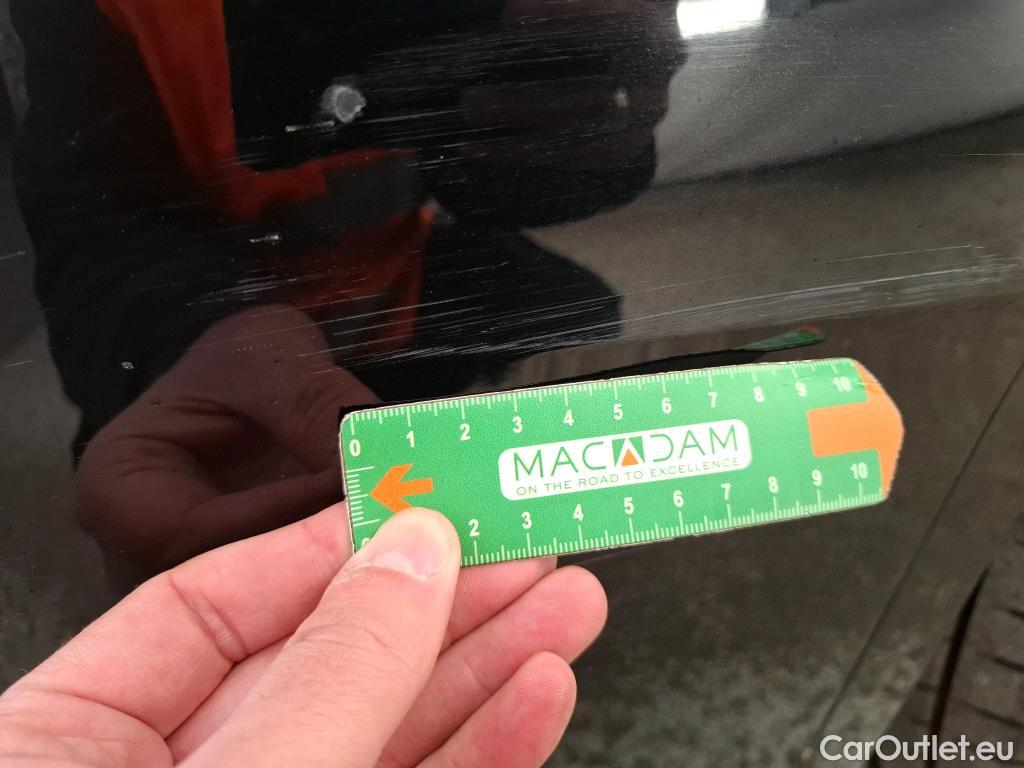 0 1 2 3 4 5 6 7 8 9 10
MACADAM
ON THE ROAD TO EXCELLENCE
2 3 4 5 6 7 8 9 10
CarOutlet.eu